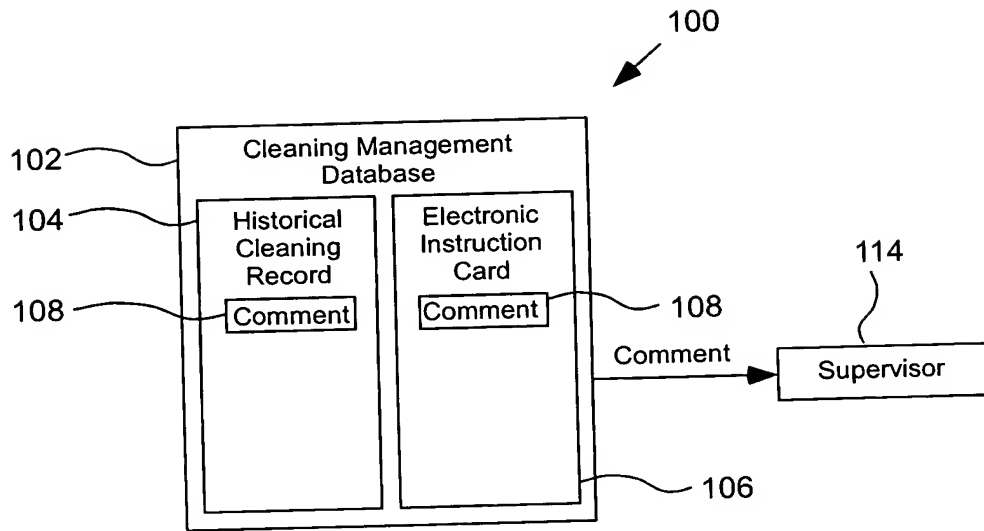 100
102
Cleaning Management
Database
104
Historical
Cleaning
Record
Electronic
Instruction
Card
108
Comment
Comment
108
114
Comment
Supervisor
106